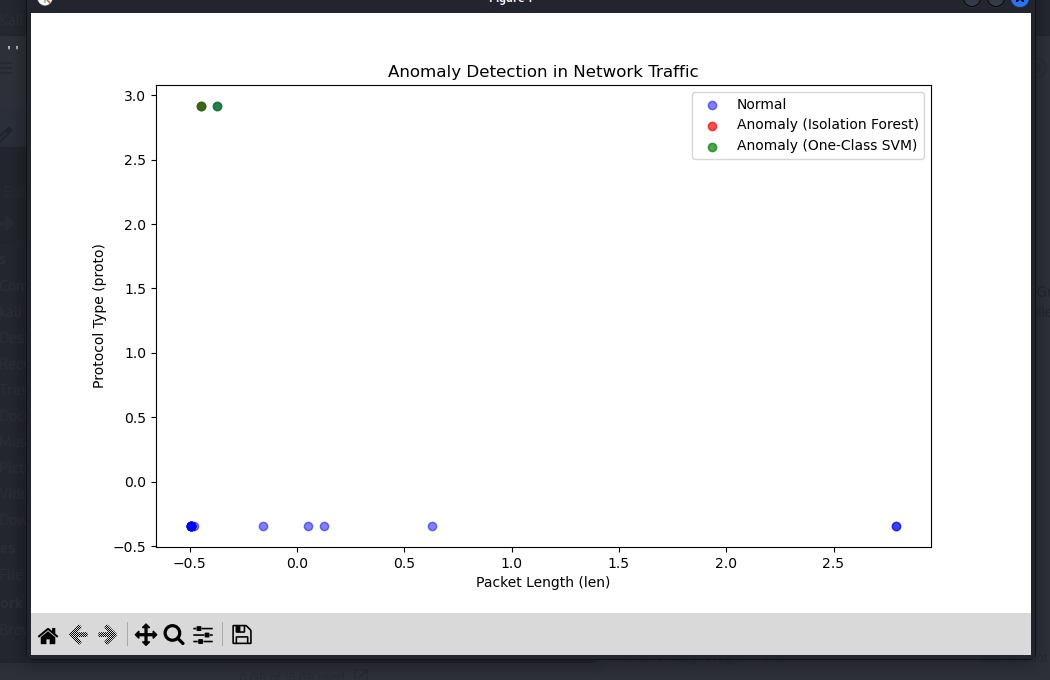 Figure 1
Anomaly Detection in Network Traffic
Normal
Anomaly (Isolation Forest)
Anomaly (One-Class SVM)
Protocol Type (proto)
3.0
2.5
2.0
1.5
1.0
0.5
0.0
−0.5
−0.5 0.0 0.5 1.0 1.5 2.0 2.5
Packet Length (len)